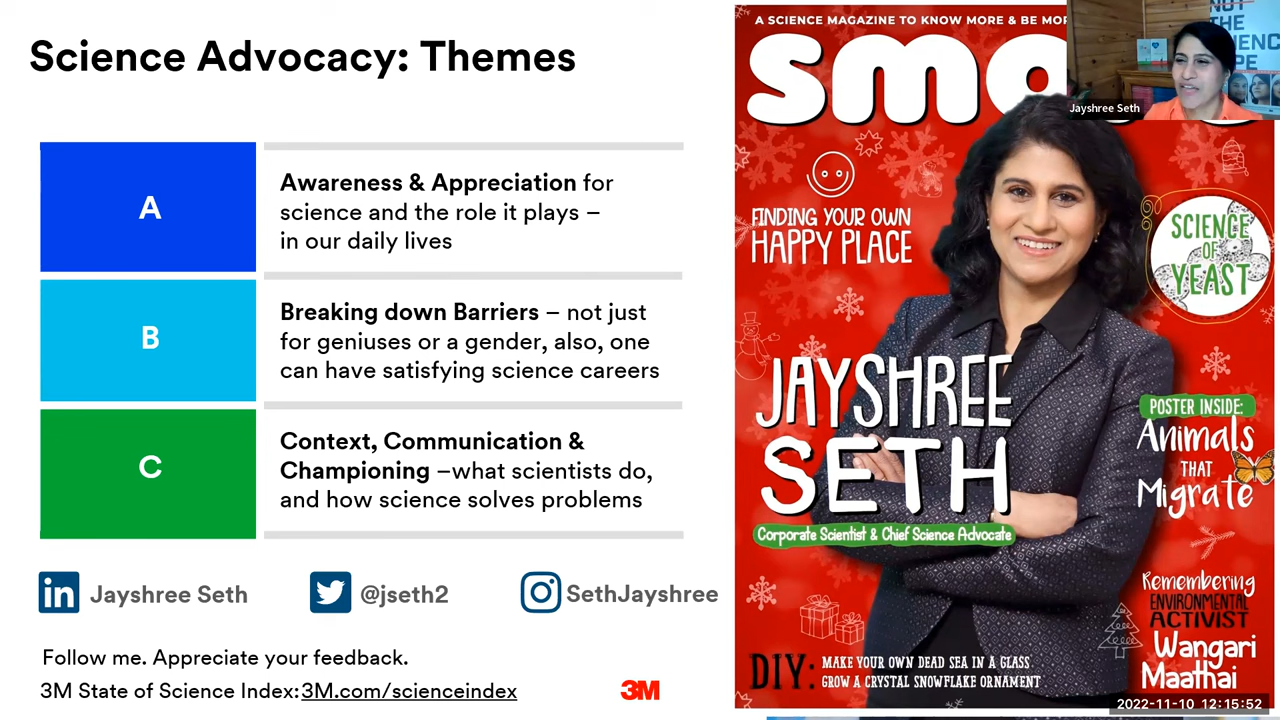 Science Advocacy: Themes
A
Awareness & Appreciation for
science and the role it plays –
in our daily lives
B
Breaking down Barriers – not just
for geniuses or a gender, also, one
can have satisfying science careers
C
Context, Communication &
Championing –what scientists do,
and how science solves problems
in Jayshree Seth
@jseth2
SethJayshree
Follow me. Appreciate your feedback.
3M State of Science Index: 3M.com/scienceindex
3M
A SCIENCE MAGAZINE TO KNOW MORE & BE MOR
sma
FINDING YOUR OWN
HAPPY PLACE
SCIENCE
OF
YEAST
JAYSHREE
SETH
Corporate Scientist & Chief Science Advocate
POSTER INSIDE:
Animals
THAT
Migrate
Remembering
ENVIRONMENTAL
ACTIVIST
Wangari
Maathai
DIY: MAKE YOUR OWN DEAD SEA IN A GLASS
GROW A CRYSTAL SNOWFLAKE ORNAMENT
THE
Jayshree Seth
2022-11-10 12:15:52